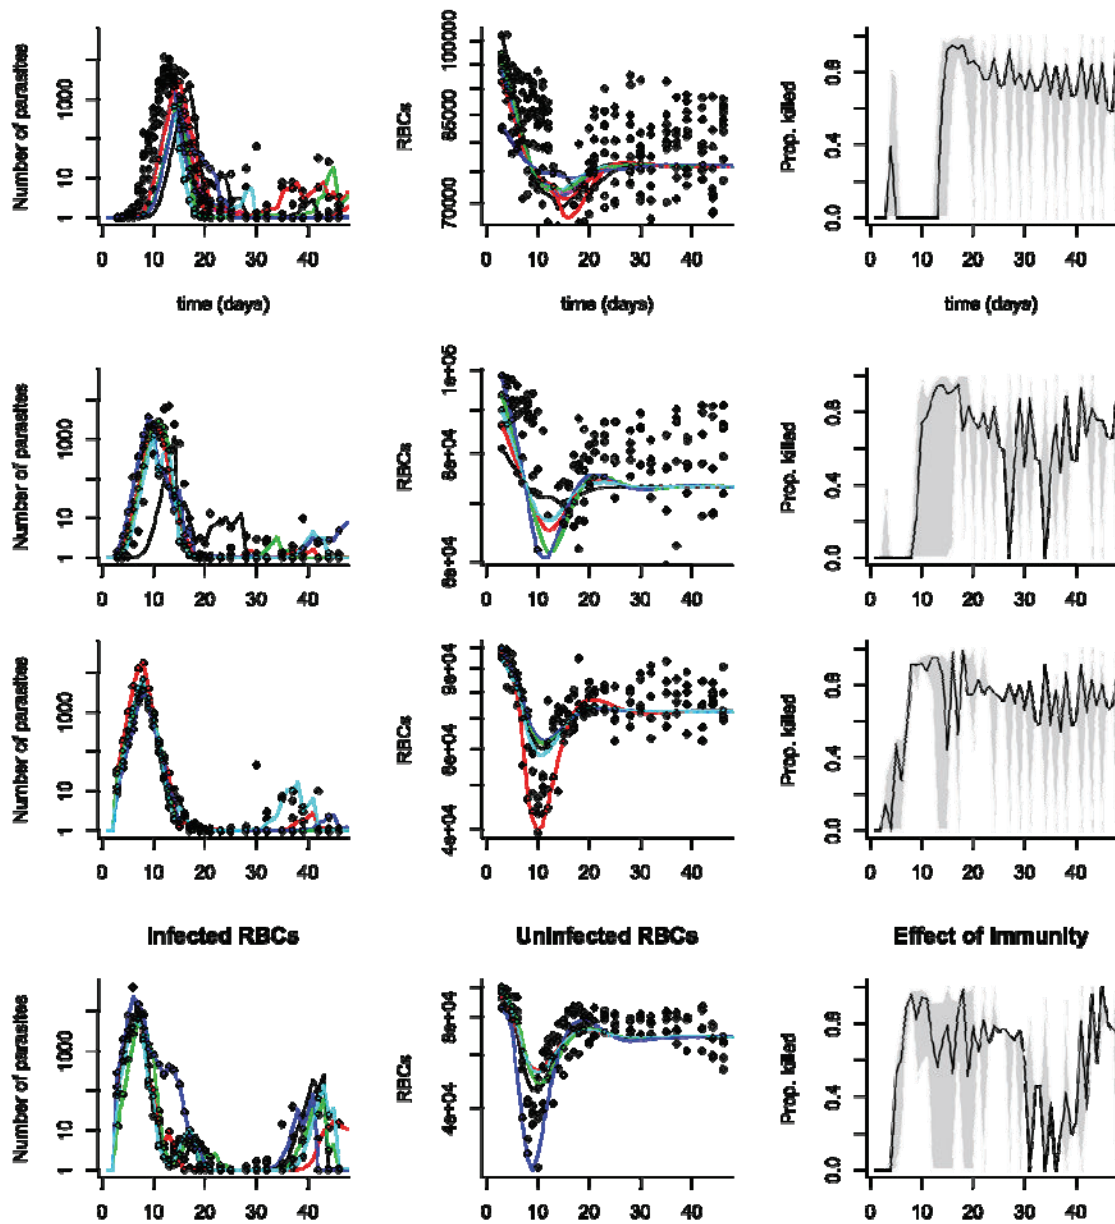 Number of parasites
1 10 1000
RBCs
70000 85000 100000
Prop. killed
0.0 0.4 0.8
0 10 20 30 40
0 10 20 30 40
0 10 20 30 40
time (days)
time (days)
time (days)
Number of parasites
1 10 1000
RBCs
6e+04 8e+04 1e+05
Prop. killed
0.0 0.4 0.8
0 10 20 30 40
0 10 20 30 40
0 10 20 30 40
Number of parasites
1 10 1000
RBCs
4e+04 6e+04 9e+04
Prop. killed
0.0 0.4 0.8
0 10 20 30 40
0 10 20 30 40
0 10 20 30 40
Infected RBCs
Uninfected RBCs
Effect of Immunity
Number of parasites
1 10 1000
RBCs
4e+04 8e+04
Prop. killed
0.0 0.4 0.8
0 10 20 30 40
0 10 20 30 40
0 10 20 30 40